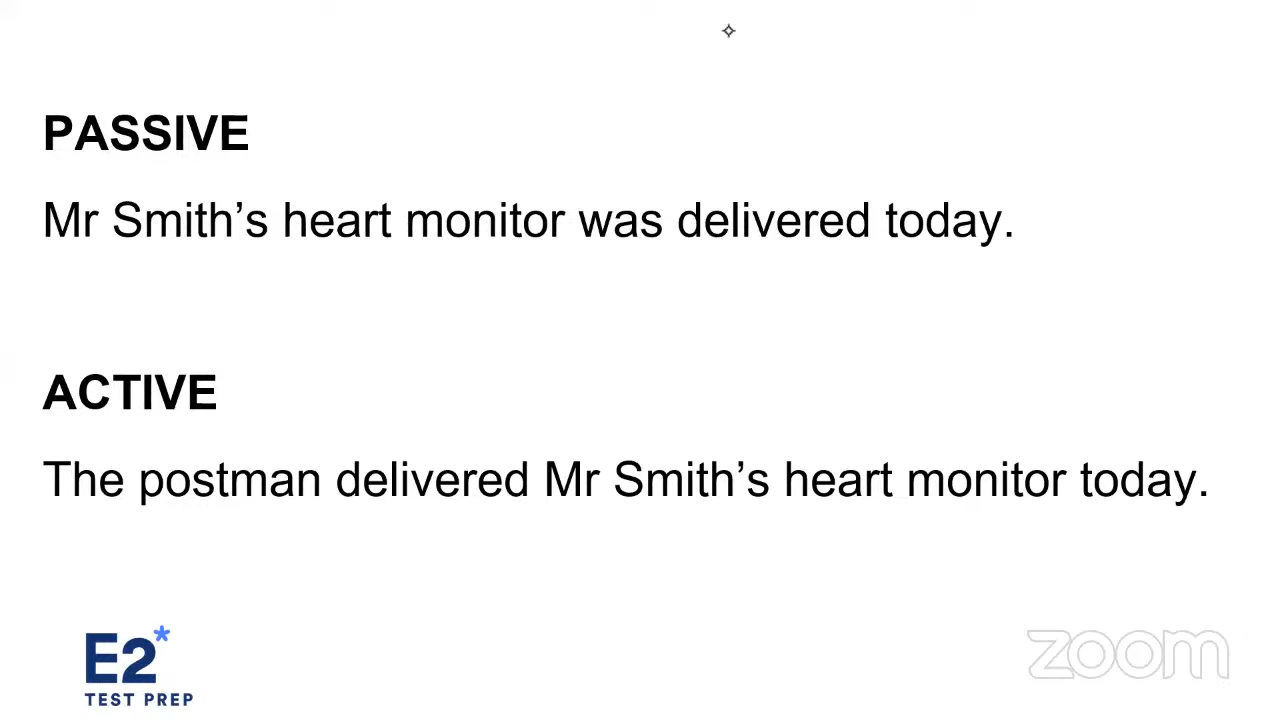 PASSIVE
Mr Smith’s heart monitor was delivered today.
ACTIVE
The postman delivered Mr Smith’s heart monitor today.
E2*
TEST PREP
zoom